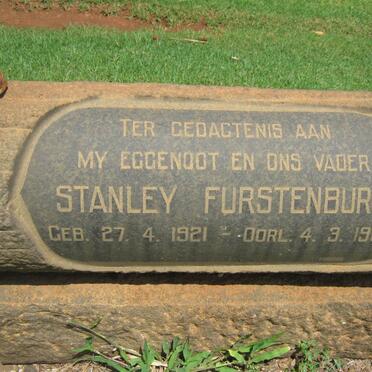 TER GEDAGTENIS AAN
MY EGGENOOT EN ONS VADER
STANLEY FURSTENBUR
GEB. 27. 4. 1921 - OORL. 4. 3. 19